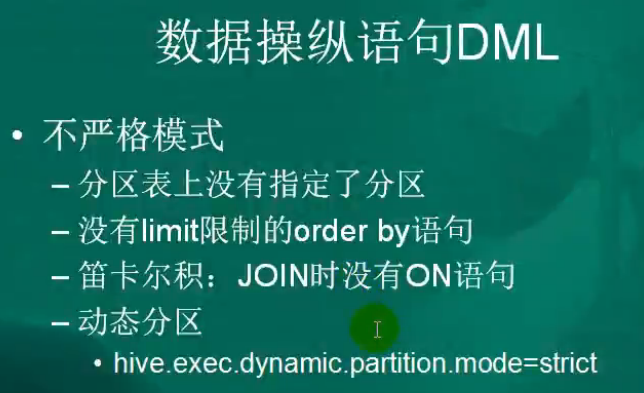 数据操纵语句DML
• 不严格模式
– 分区表上没有指定了分区
– 没有limit限制的order by语句
– 笛卡尔积：JOIN时没有ON语句
– 动态分区
• hive.exec.dynamic.partition.mode=strict